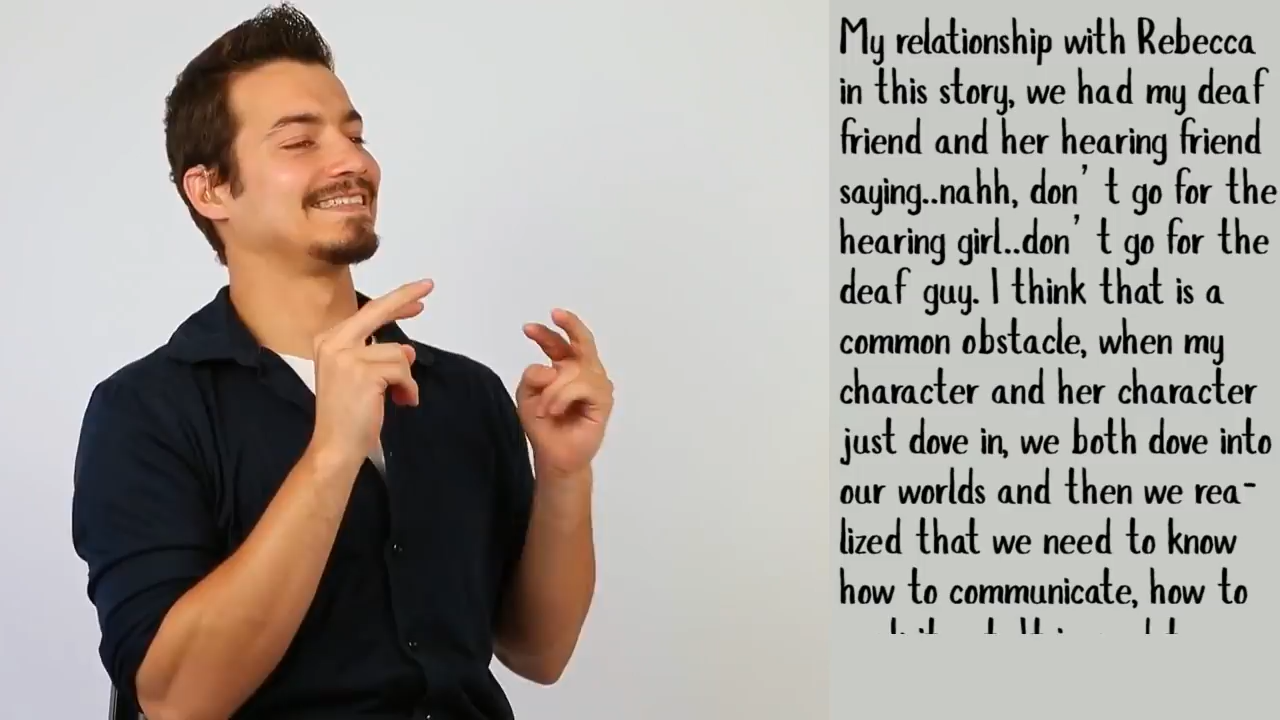 My relationship with Rebecca
in this story, we had my deaf
friend and her hearing friend
saying..nahh, don't go for the
hearing girl..don't go for the
deaf guy. I think that is a
common obstacle, when my
character and her character
just dove in, we both dove into
our worlds and then we rea-
lized that we need to know
how to communicate, how to